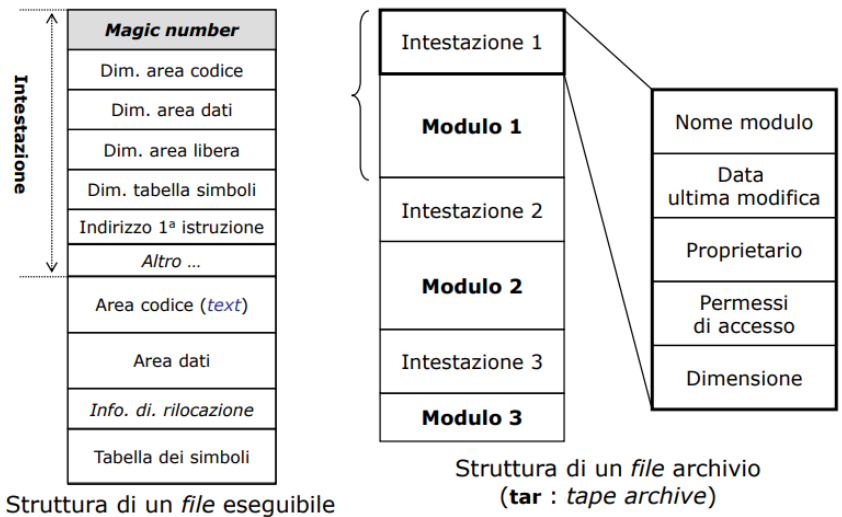 Intestazione
Magic number
Dim. area codice
Dim. area dati
Dim. area libera
Dim. tabella simboli
Indirizzo 1ª istruzione
Altro …
Area codice (text)
Area dati
Info. di. rilocazione
Tabella dei simboli
Struttura di un file eseguibile
Intestazione 1
Modulo 1
Intestazione 2
Modulo 2
Intestazione 3
Modulo 3
Nome modulo
Data
ultima modifica
Proprietario
Permessi
di accesso
Dimensione
Struttura di un file archivio
(tar : tape archive)